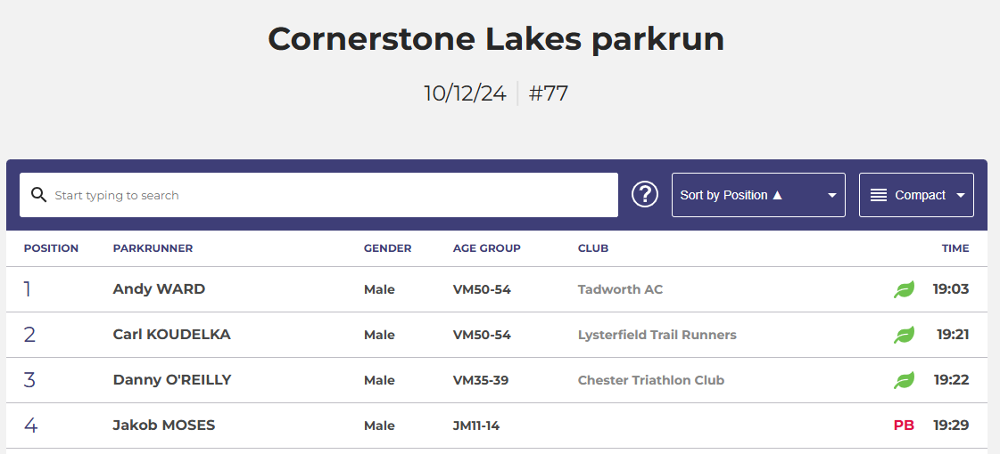 Cornerstone Lakes parkrun
10/12/24 #77
Start typing to search ? Sort by Position ▲ Compact
POSITION PARKRUNNER GENDER AGE GROUP CLUB TIME
1 Andy WARD Male VM50-54 Tadworth AC 19:03
2 Carl KOUDELKA Male VM50-54 Lysterfield Trail Runners 19:21
3 Danny O'REILLY Male VM35-39 Chester Triathlon Club 19:22
4 Jakob MOSES Male JM11-14 PB 19:29